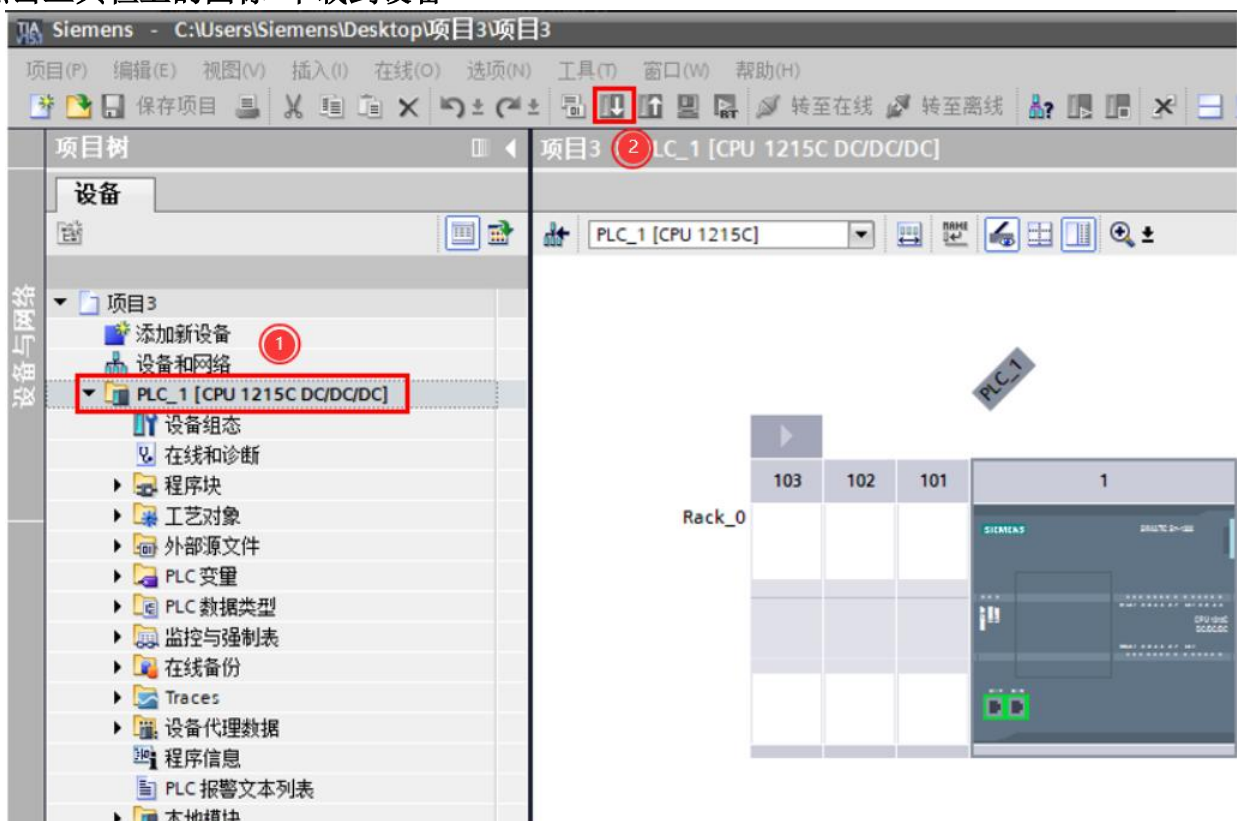 Siemens - C:\Users\Siemens\Desktop\项目3\项目3
项目(P) 编辑(E) 视图(V) 插入(I) 在线(O) 选项(N) 工具(T) 窗口(W) 帮助(H)
保存项目 转至在线 转至离线
项目树
项目3 2 PLC_1 [CPU 1215C DC/DC/DC]
设备
PLC_1 [CPU 1215C]
设备与网络
项目3
添加新设备
1
设备和网络
PLC_1 [CPU 1215C DC/DC/DC]
设备组态
在线和诊断
程序块
工艺对象
外部源文件
PLC 变量
PLC 数据类型
监控与强制表
在线备份
Traces
设备代理数据
程序信息
PLC 报警文本列表
本地模块
PLC_1
103 102 101 1
Rack_0
SIEMENS